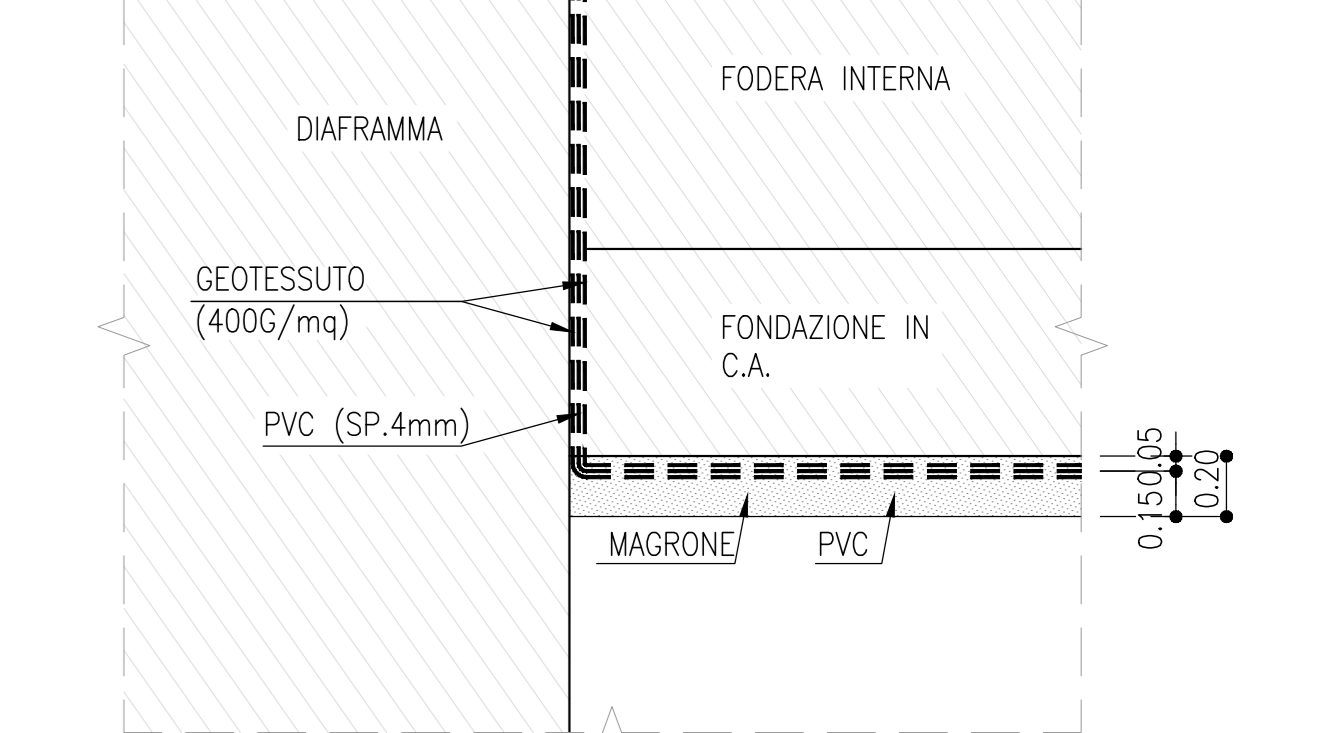 FODERA INTERNA
DIAFRAMMA
GEOTESSUTO
(400G/mq)
FONDAZIONE IN
C.A.
PVC (SP.4mm)
0.05
0.15
0.20
MAGRONE
PVC